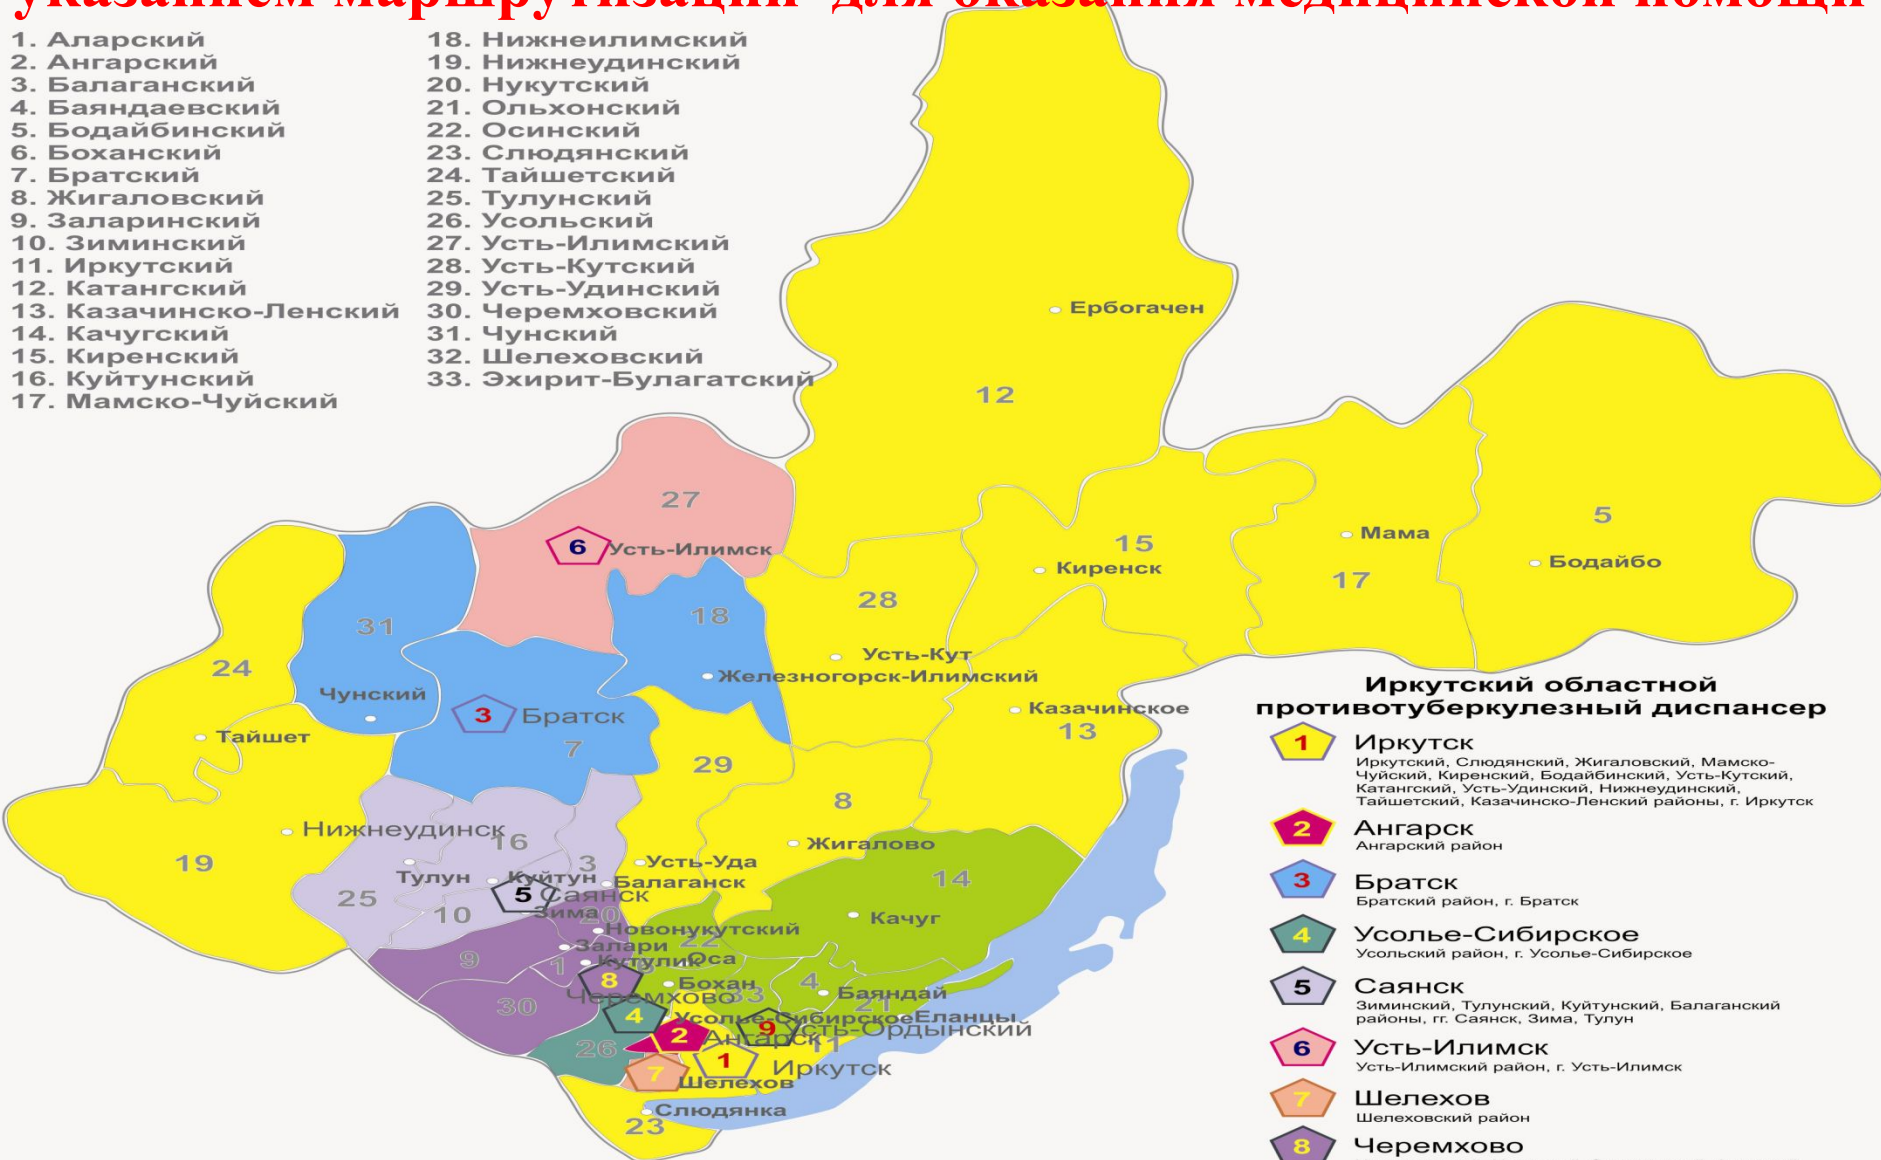 указанием маршрутизации для оказания медицинской помощи
1. Аларский
2. Ангарский
3. Балаганский
4. Баяндаевский
5. Бодайбинский
6. Боханский
7. Братский
8. Жигаловский
9. Заларинский
10. Зиминский
11. Иркутский
12. Катангский
13. Казачинско-Ленский
14. Качугский
15. Киренский
16. Куйтунский
17. Мамско-Чуйский
18. Нижнеилимский
19. Нижнеудинский
20. Нукутский
21. Ольхонский
22. Осинский
23. Слюдянский
24. Тайшетский
25. Тулунский
26. Усольский
27. Усть-Илимский
28. Усть-Кутский
29. Усть-Удинский
30. Черемховский
31. Чунский
32. Шелеховский
33. Эхирит-Булагатский
Ербогачен
12
27
6 Усть-Илимск
15
Киренск
Мама
17
5
Бодайбо
28
Усть-Кут
18
Железногорск-Илимский
31
Чунский
24
Тайшет
3 Братск
7
Казачинское
13
29
8
Жигалово
Нижнеудинск
19
16
3
Усть-Уда
Тулун
Куйтун
Балаганск
25
5 Саянск
10
Зима
20
14
Качуг
Новонукутский
Залари
22
9
1
Кутулик
Оса
8
Бохан
33
4
Баяндай
21
Черемхово
30
4
Усолье-Сибирское
Еланцы
9
Усть-Ордынский
2
Ангарск
11
26
1
Иркутск
7
Шелехов
Слюдянка
23
Иркутский областной
противотуберкулезный диспансер
1 Иркутск
Иркутский, Слюдянский, Жигаловский, Мамско-
Чуйский, Киренский, Бодайбинский, Усть-Кутский,
Катангский, Усть-Удинский, Нижнеудинский,
Тайшетский, Казачинско-Ленский районы, г. Иркутск
2 Ангарск
Ангарский район
3 Братск
Братский район, г. Братск
4 Усолье-Сибирское
Усольский район, г. Усолье-Сибирское
5 Саянск
Зиминский, Тулунский, Куйтунский, Балаганский
районы, гг. Саянск, Зима, Тулун
6 Усть-Илимск
Усть-Илимский район, г. Усть-Илимск
7 Шелехов
Шелеховский район
8 Черемхово